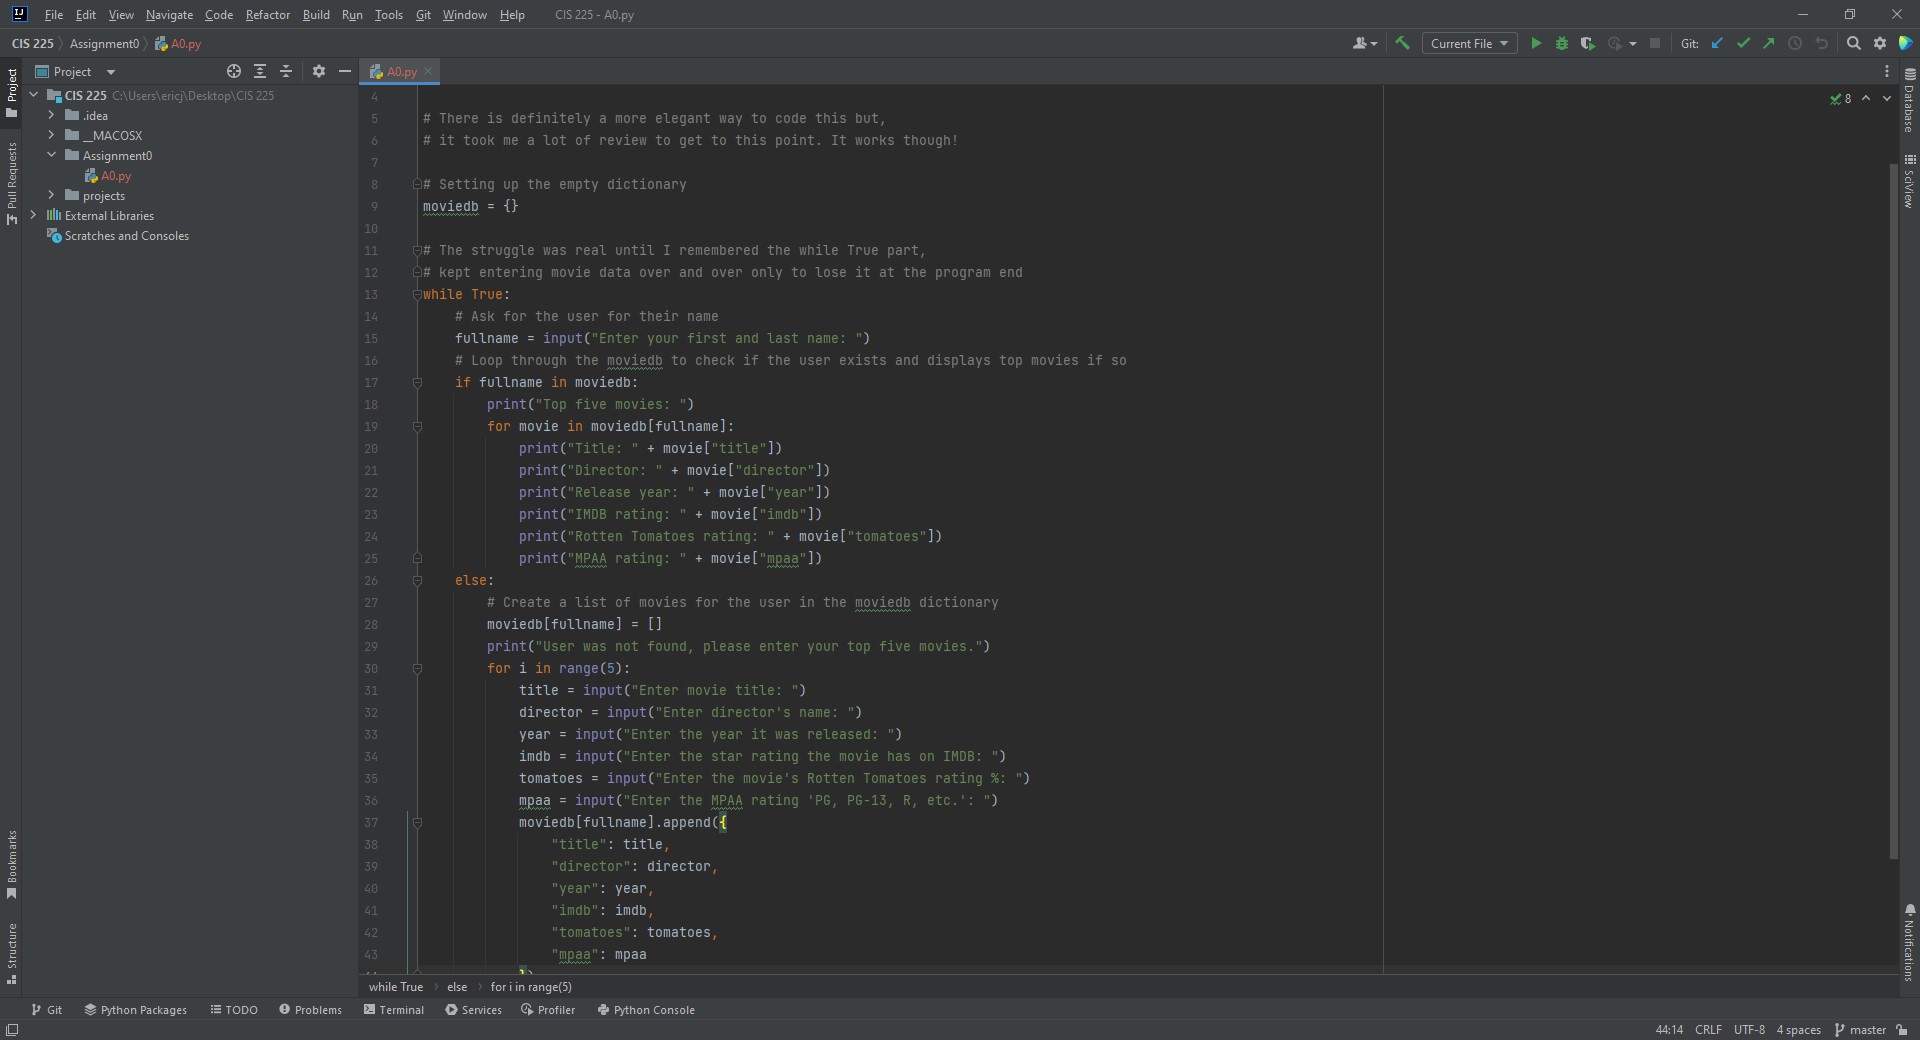 File Edit View Navigate Code Refactor Build Run Tools Git Window Help CIS 225 - A0.py
CIS 225 Assignment0 A0.py
Current File
Git:
Project
A0.py
Project
Pull Requests
Bookmarks
Structure
CIS 225 C:\Users\ericj\Desktop\CIS 225
.idea
__MACOSX
Assignment0
A0.py
projects
External Libraries
Scratches and Consoles
8
4
5 # There is definitely a more elegant way to code this but,
6 # it took me a lot of review to get to this point. It works though!
7
8 # Setting up the empty dictionary
9 moviedb = {}
10
11 # The struggle was real until I remembered the while True part,
12 # kept entering movie data over and over only to lose it at the program end
13 while True:
14 # Ask for the user for their name
15 fullname = input("Enter your first and last name: ")
16 # Loop through the moviedb to check if the user exists and displays top movies if so
17 if fullname in moviedb:
18 print("Top five movies: ")
19 for movie in moviedb[fullname]:
20 print("Title: " + movie["title"])
21 print("Director: " + movie["director"])
22 print("Release year: " + movie["year"])
23 print("IMDB rating: " + movie["imdb"])
24 print("Rotten Tomatoes rating: " + movie["tomatoes"])
25 print("MPAA rating: " + movie["mpaa"])
26 else:
27 # Create a list of movies for the user in the moviedb dictionary
28 moviedb[fullname] = []
29 print("User was not found, please enter your top five movies.")
30 for i in range(5):
31 title = input("Enter movie title: ")
32 director = input("Enter director's name: ")
33 year = input("Enter the year it was released: ")
34 imdb = input("Enter the star rating the movie has on IMDB: ")
35 tomatoes = input("Enter the movie's Rotten Tomatoes rating %: ")
36 mpaa = input("Enter the MPAA rating 'PG, PG-13, R, etc.': ")
37 moviedb[fullname].append({
38 "title": title,
39 "director": director,
40 "year": year,
41 "imdb": imdb,
42 "tomatoes": tomatoes,
43 "mpaa": mpaa
})
Database
SciView
Notifications
while True else for i in range(5)
Git Python Packages TODO Problems Terminal Services Profiler Python Console
44:14 CRLF UTF-8 4 spaces master